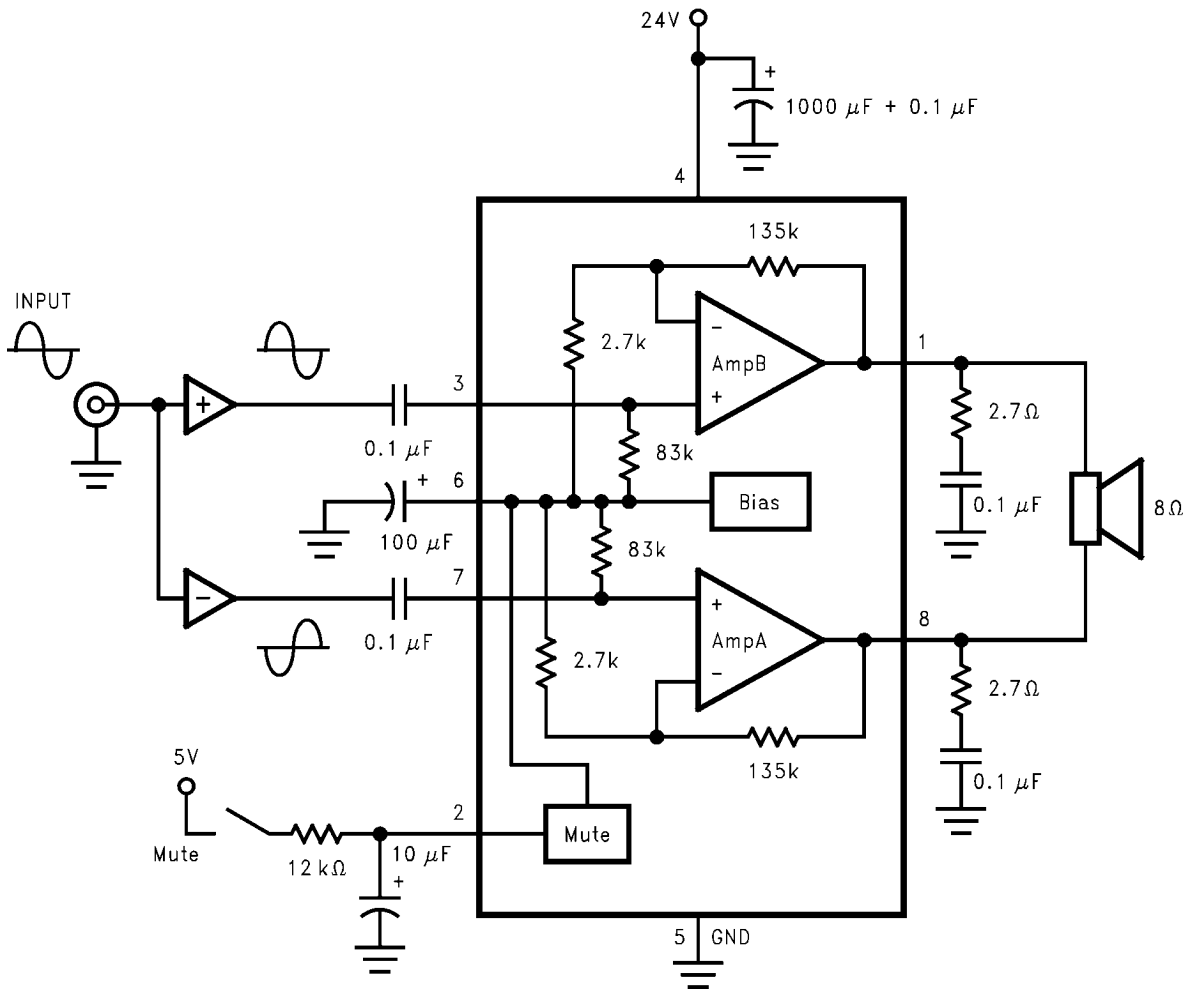 24V
+
1000 µF + 0.1 µF
4
135k
INPUT
2.7k
−
AmpB
+
1
3
+
0.1 µF
83k
2.7Ω
0.1 µF
+
6
Bias
100 µF
8Ω
83k
7
−
0.1 µF
+
AmpA
−
8
2.7k
2.7Ω
135k
0.1 µF
5V
Mute
12kΩ
2
10 µF
+
Mute
5 GND